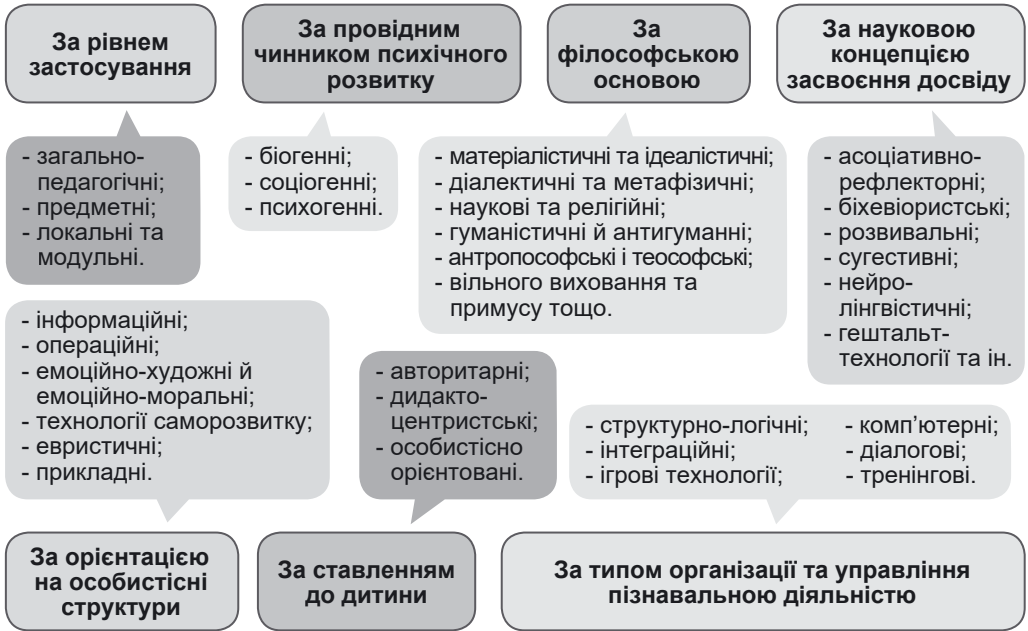 За рівнем
застосування
За провідним
чинником психічного
розвитку
За
філософською
основою
За науковою
концепцією
засвоєння досвіду
- загально-
педагогічні;
- предметні;
- локальні та
модульні.
- біогенні;
- соціогенні;
- психогенні.
- матеріалістичні та ідеалістичні;
- діалектичні та метафізичні;
- наукові та релігійні;
- гуманістичні й антигуманні;
- антропософські і теософські;
- вільного виховання та
примусу тощо.
- асоціативно-
рефлекторні;
- біхевіористські;
- розвивальні;
- сугестивні;
- нейро-
лінгвістичні;
- гештальт-
технології та ін.
- інформаційні;
- операційні;
- емоційно-художні й
емоційно-моральні;
- технології саморозвитку;
- евристичні;
- прикладні.
- авторитарні;
- дидакто-
центристські;
- особистісно
орієнтовані.
- структурно-логічні;
- інтеграційні;
- ігрові технології;
- комп’ютерні;
- діалогові;
- тренінгові.
За орієнтацією
на особистісні
структури
За ставленням
до дитини
За типом організації та управління
пізнавальною діяльністю